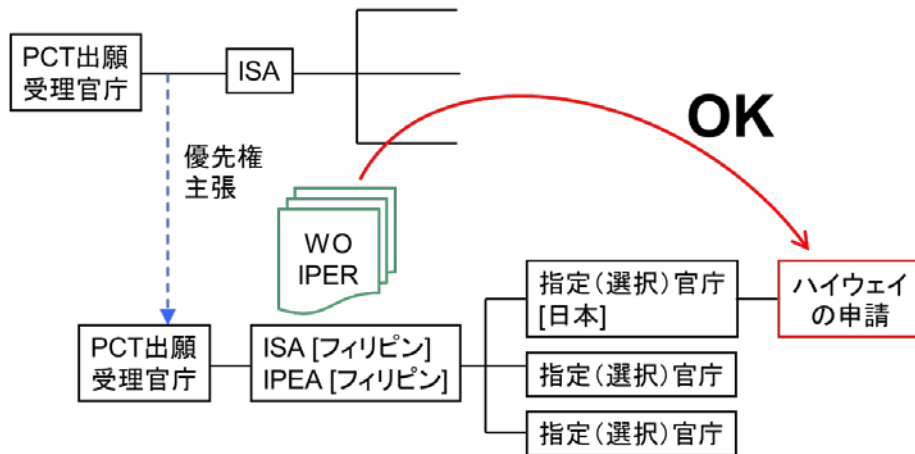 PCT出願
受理官庁
ISA
OK
優先権
主張
WO
IPER
指定(選択)官庁
[日本]
ハイウェイ
の申請
PCT出願
受理官庁
ISA [フィリピン]
IPEA [フィリピン]
指定(選択)官庁
指定(選択)官庁